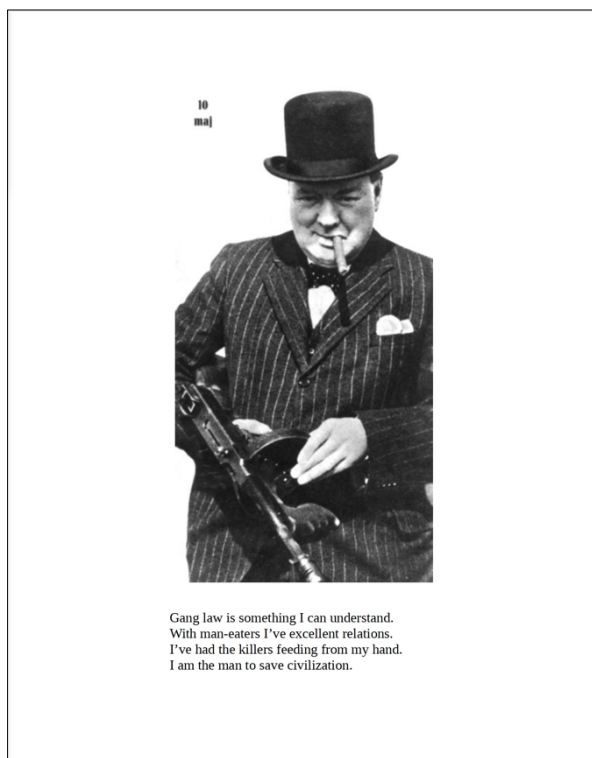 10
maj
Gang law is something I can understand.
With man-eaters I’ve excellent relations.
I’ve had the killers feeding from my hand.
I am the man to save civilization.